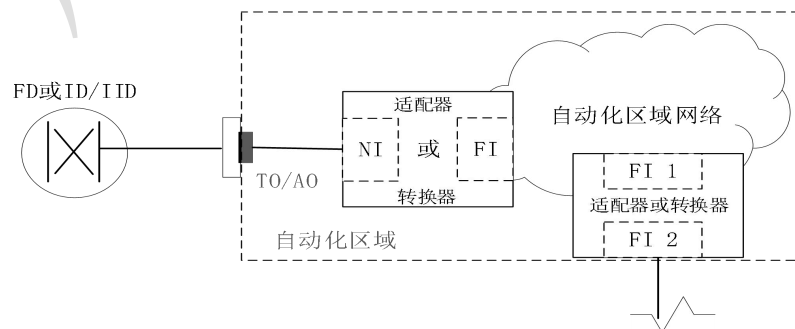 FD或ID/IID
适配器
NI 或 FI
转换器
TO/AO
自动化区域
自动化区域网络
FI 1
适配器或转换器
FI 2